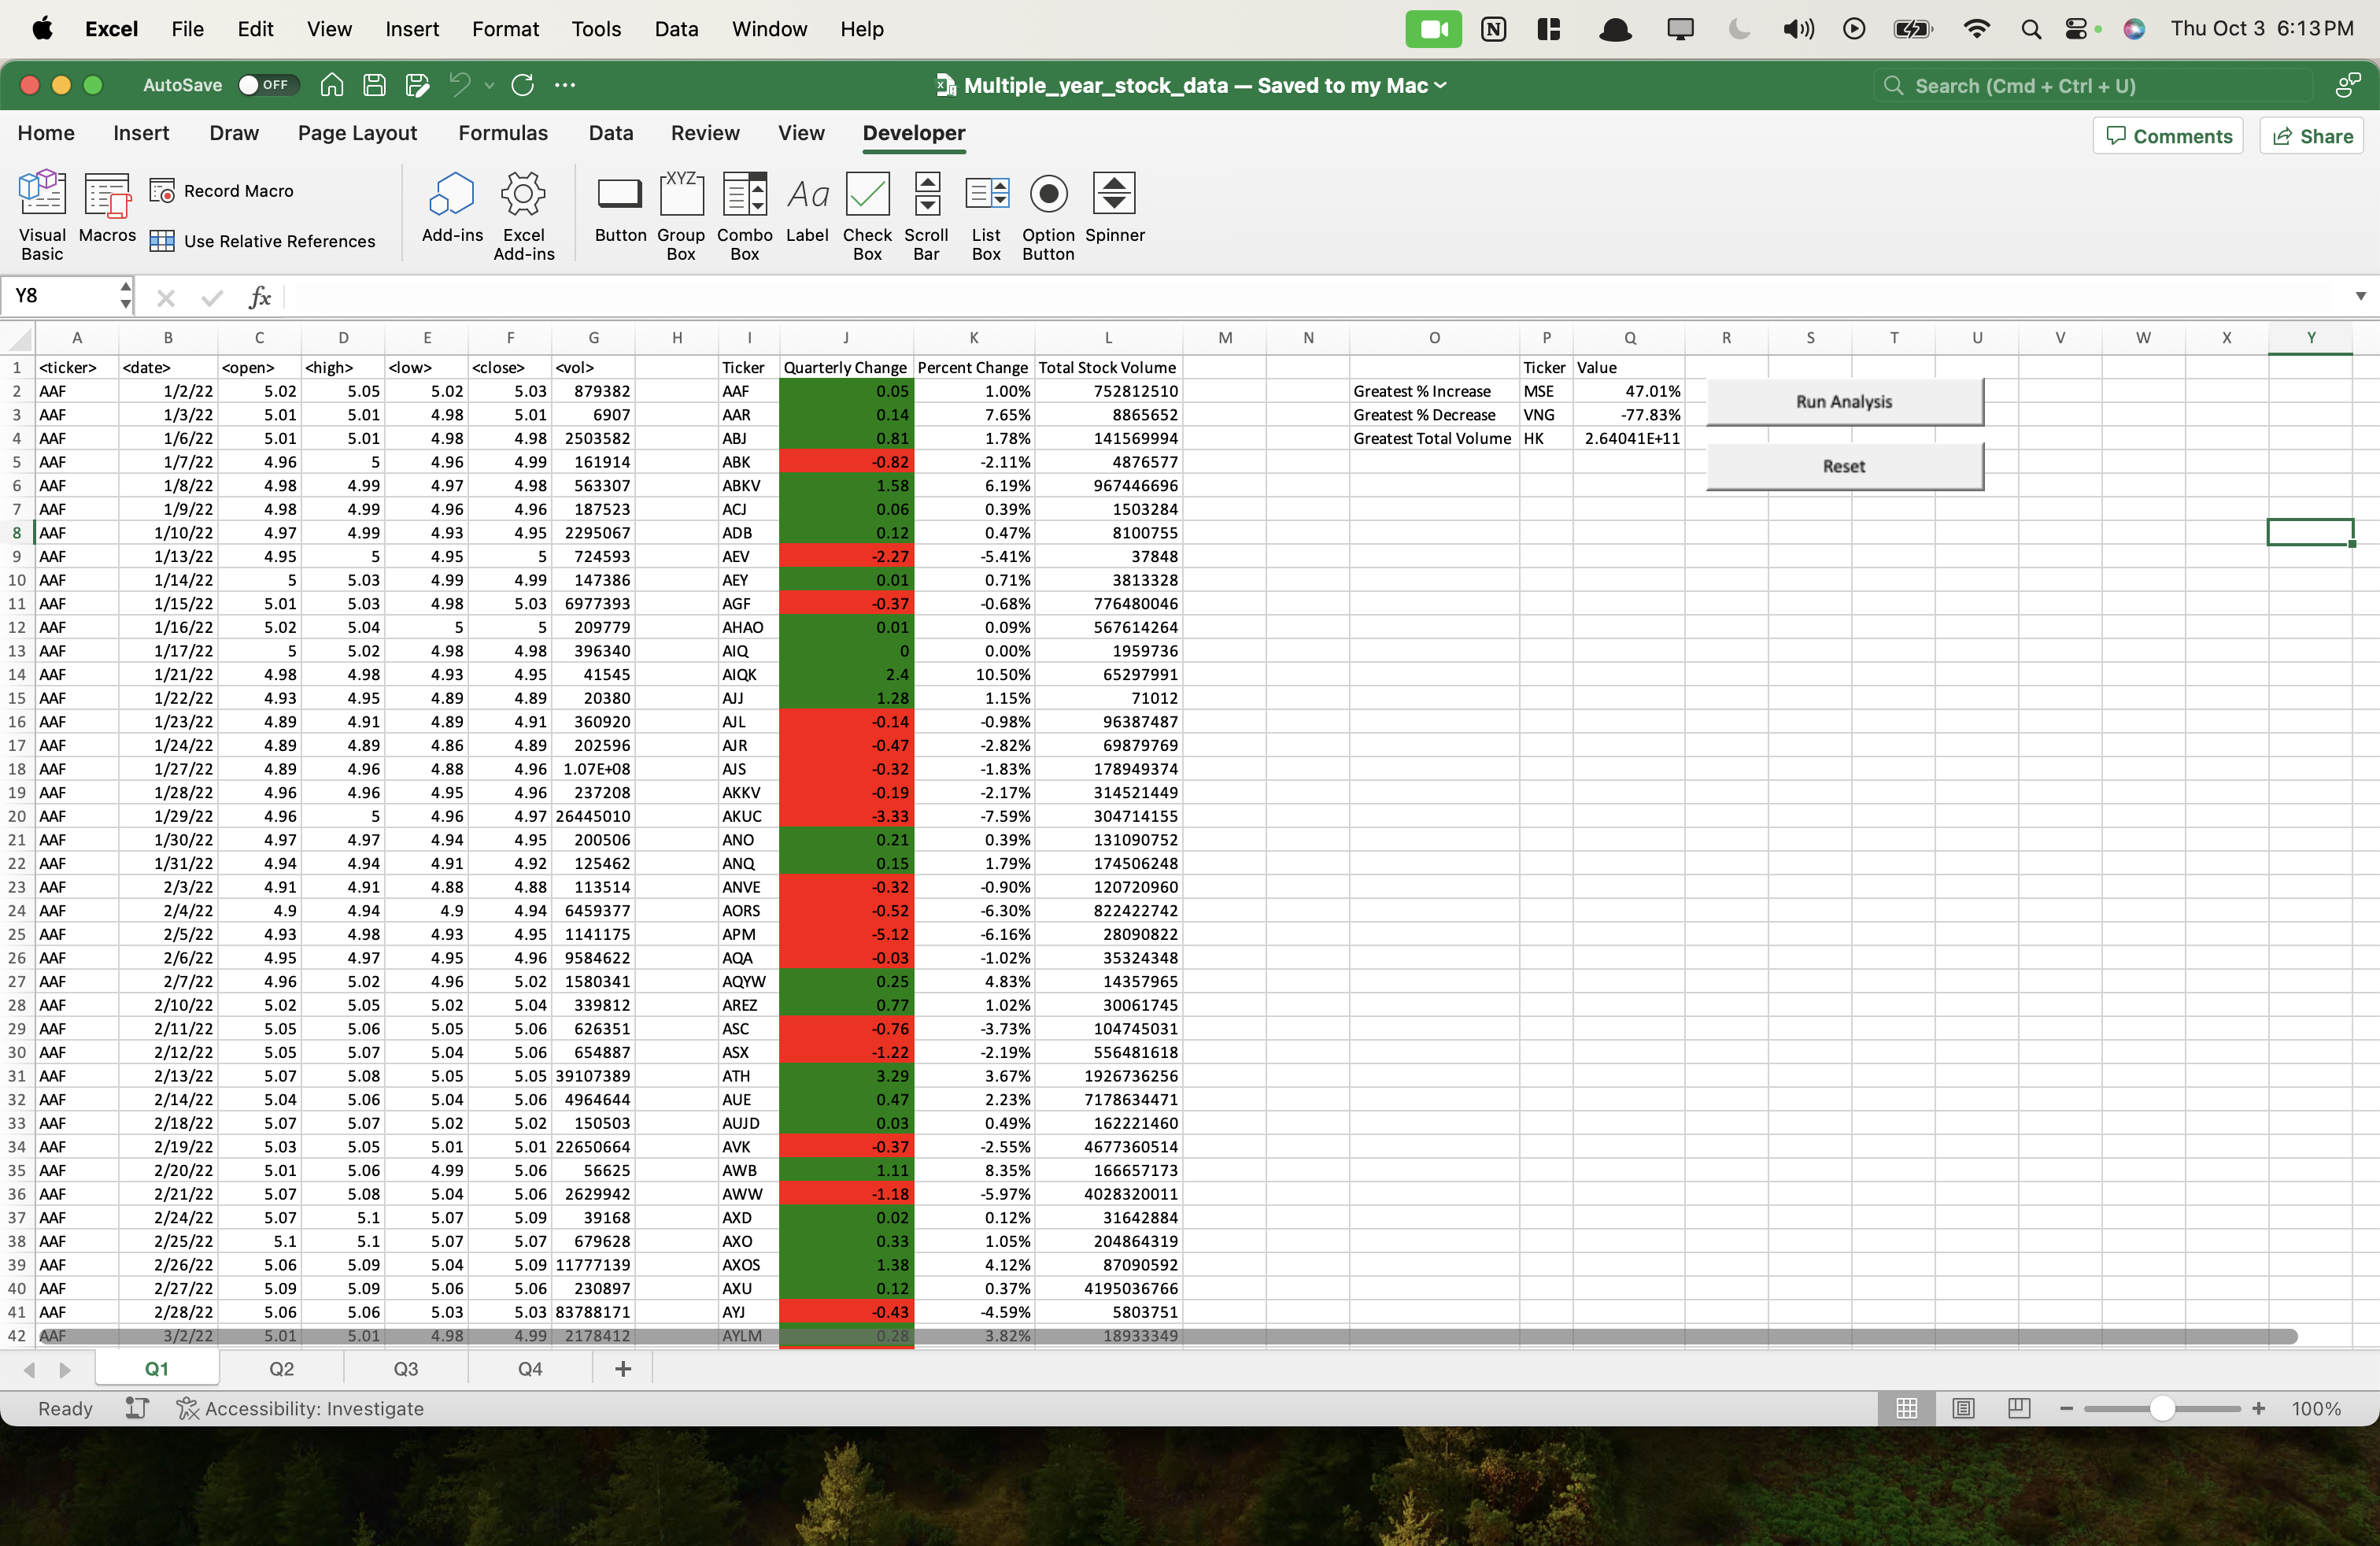 Excel File Edit View Insert Format Tools Data Window Help Thu Oct 3 6:13 PM
AutoSave OFF Multiple_year_stock_data — Saved to my Mac Search (Cmd + Ctrl + U)
Home Insert Draw Page Layout Formulas Data Review View Developer Comments Share
Visual Basic Macros Record Macro Use Relative References Add-ins Excel Add-ins Button Group Box Combo Box Label Check Box Scroll Bar List Box Option Button Spinner
Y8 fx
A B C D E F G H I J K L M N O P Q R S T U V W X Y
1 <ticker> <date> <open> <high> <low> <close> <vol> Ticker Quarterly Change Percent Change Total Stock Volume Ticker Value
2 AAF 1/2/22 5.02 5.05 5.02 5.03 879382 AAF 0.05 1.00% 752812510 Greatest % Increase MSE 47.01% Run Analysis
3 AAF 1/3/22 5.01 5.01 4.98 5.01 6907 AAR 0.14 7.65% 8865652 Greatest % Decrease VNG -77.83%
4 AAF 1/6/22 5.01 5.01 4.98 4.98 2503582 ABJ 0.81 1.78% 141569994 Greatest Total Volume HK 2.64041E+11
5 AAF 1/7/22 4.96 5 4.96 4.99 161914 ABK -0.82 -2.11% 4876577 Reset
6 AAF 1/8/22 4.98 4.99 4.97 4.98 563307 ABKV 1.58 6.19% 967446696
7 AAF 1/9/22 4.98 4.99 4.96 4.96 187523 ACJ 0.06 0.39% 1503284
8 AAF 1/10/22 4.97 4.99 4.93 4.95 2295067 ADB 0.12 0.47% 8100755
9 AAF 1/13/22 4.95 5 4.95 5 724593 AEV -2.27 -5.41% 37848
10 AAF 1/14/22 5 5.03 4.99 4.99 147386 AEY 0.01 0.71% 3813328
11 AAF 1/15/22 5.01 5.03 4.98 5.03 6977393 AGF -0.37 -0.68% 776480046
12 AAF 1/16/22 5.02 5.04 5 5 209779 AHAO 0.01 0.09% 567614264
13 AAF 1/17/22 5 5.02 4.98 4.98 396340 AIQ 0 0.00% 1959736
14 AAF 1/21/22 4.98 4.98 4.93 4.95 41545 AIQK 2.4 10.50% 65297991
15 AAF 1/22/22 4.93 4.95 4.89 4.89 20380 AJJ 1.28 1.15% 71012
16 AAF 1/23/22 4.89 4.91 4.89 4.91 360920 AJL -0.14 -0.98% 96387487
17 AAF 1/24/22 4.89 4.89 4.86 4.89 202596 AJR -0.47 -2.82% 69879769
18 AAF 1/27/22 4.89 4.96 4.88 4.96 1.07E+08 AJS -0.32 -1.83% 178949374
19 AAF 1/28/22 4.96 4.96 4.95 4.96 237208 AKKV -0.19 -2.17% 314521449
20 AAF 1/29/22 4.96 5 4.96 4.97 26445010 AKUC -3.33 -7.59% 304714155
21 AAF 1/30/22 4.97 4.97 4.94 4.95 200506 ANO 0.21 0.39% 131090752
22 AAF 1/31/22 4.94 4.94 4.91 4.92 125462 ANQ 0.15 1.79% 174506248
23 AAF 2/3/22 4.91 4.91 4.88 4.88 113514 ANVE -0.32 -0.90% 120720960
24 AAF 2/4/22 4.9 4.94 4.9 4.94 6459377 AORS -0.52 -6.30% 822422742
25 AAF 2/5/22 4.93 4.98 4.93 4.95 1141175 APM -5.12 -6.16% 28090822
26 AAF 2/6/22 4.95 4.97 4.95 4.96 9584622 AQA -0.03 -1.02% 35324348
27 AAF 2/7/22 4.96 5.02 4.96 5.02 1580341 AQYW 0.25 4.83% 14357965
28 AAF 2/10/22 5.02 5.05 5.02 5.04 339812 AREZ 0.77 1.02% 30061745
29 AAF 2/11/22 5.05 5.06 5.05 5.06 626351 ASC -0.76 -3.73% 104745031
30 AAF 2/12/22 5.05 5.07 5.04 5.06 654887 ASX -1.22 -2.19% 556481618
31 AAF 2/13/22 5.07 5.08 5.05 5.05 39107389 ATH 3.29 3.67% 1926736256
32 AAF 2/14/22 5.04 5.06 5.04 5.06 4964644 AUE 0.47 2.23% 7178634471
33 AAF 2/18/22 5.07 5.07 5.02 5.02 150503 AUJD 0.03 0.49% 162221460
34 AAF 2/19/22 5.03 5.05 5.01 5.01 22650664 AVK -0.37 -2.55% 4677360514
35 AAF 2/20/22 5.01 5.06 4.99 5.06 56625 AWB 1.11 8.35% 166657173
36 AAF 2/21/22 5.07 5.08 5.04 5.06 2629942 AWW -1.18 -5.97% 4028320011
37 AAF 2/24/22 5.07 5.1 5.07 5.09 39168 AXD 0.02 0.12% 31642884
38 AAF 2/25/22 5.1 5.1 5.07 5.07 679628 AXO 0.33 1.05% 204864319
39 AAF 2/26/22 5.06 5.09 5.04 5.09 11777139 AXOS 1.38 4.12% 87090592
40 AAF 2/27/22 5.09 5.09 5.06 5.06 230897 AXU 0.12 0.37% 4195036766
41 AAF 2/28/22 5.06 5.06 5.03 5.03 83788171 AYJ -0.43 -4.59% 5803751
42 AAF 3/2/22 5.01 5.01 4.98 4.99 2178412 AYLM 0.28 3.82% 18933349
Q1 Q2 Q3 Q4 +
Ready Accessibility: Investigate 100%